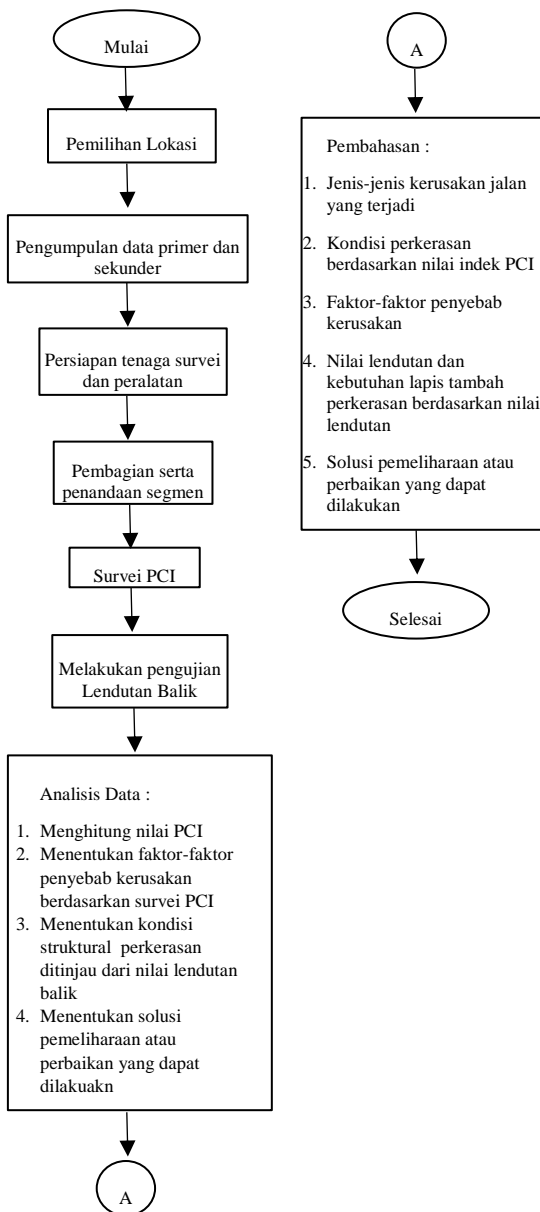 Mulai
Pemilihan Lokasi
Pengumpulan data primer dan
sekunder
Persiapan tenaga survei
dan peralatan
Pembagian serta
penandaan segmen
Survei PCI
Melakukan pengujian
Lendutan Balik
Analisis Data :
1. Menghitung nilai PCI
2. Menentukan faktor-faktor
penyebab kerusakan
berdasarkan survei PCI
3. Menentukan kondisi
struktural perkerasan
ditinjau dari nilai lendutan
balik
4. Menentukan solusi
pemeliharaan atau
perbaikan yang dapat
dilakuakn
A
A
Pembahasan :
1. Jenis-jenis kerusakan jalan
yang terjadi
2. Kondisi perkerasan
berdasarkan nilai indek PCI
3. Faktor-faktor penyebab
kerusakan
4. Nilai lendutan dan
kebutuhan lapis tambah
perkerasan berdasarkan nilai
lendutan
5. Solusi pemeliharaan atau
perbaikan yang dapat
dilakukan
Selesai